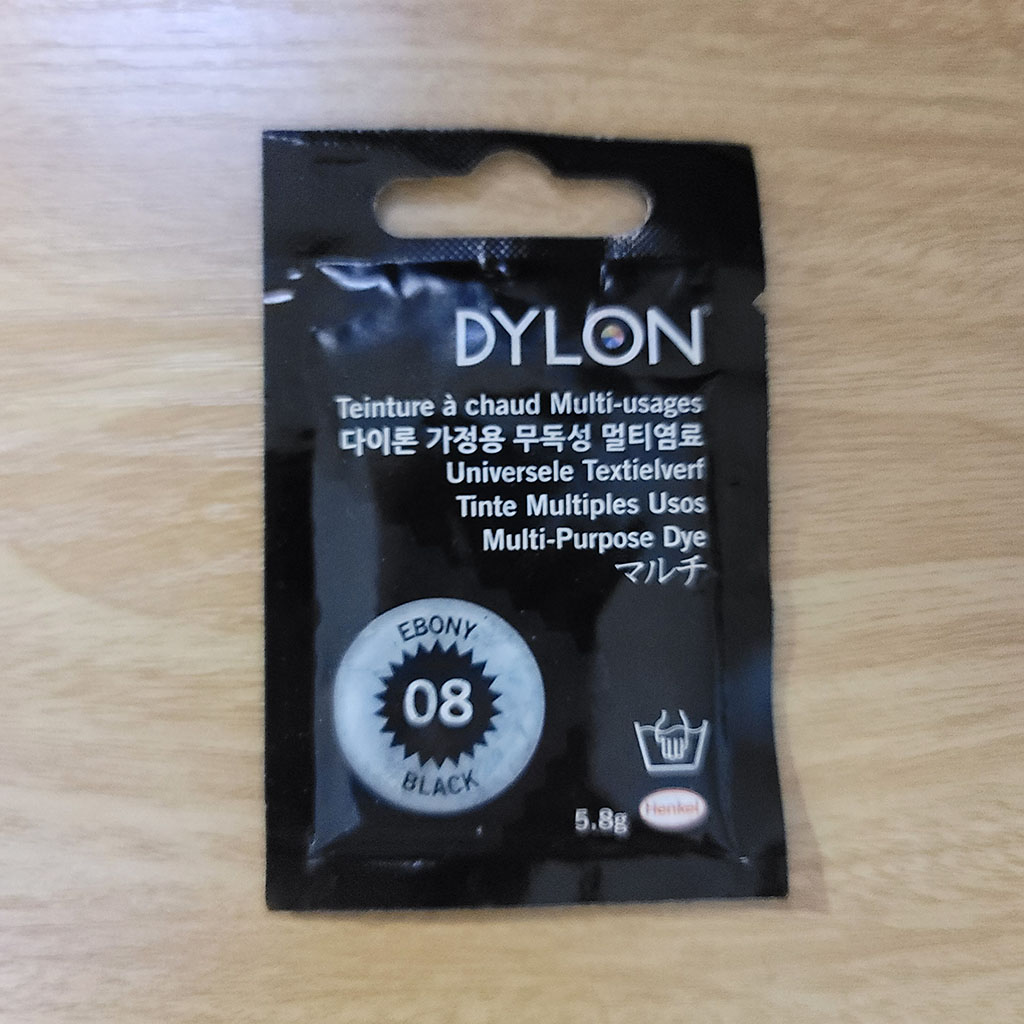 DYLON
Teinture à chaud Multi-usages
다이론 가정용 무독성 멀티염료
Universele Textielverf
Tinte Multiples Usos
Multi-Purpose Dye
マルチ
EBONY
08
BLACK
5.8g
Henkel